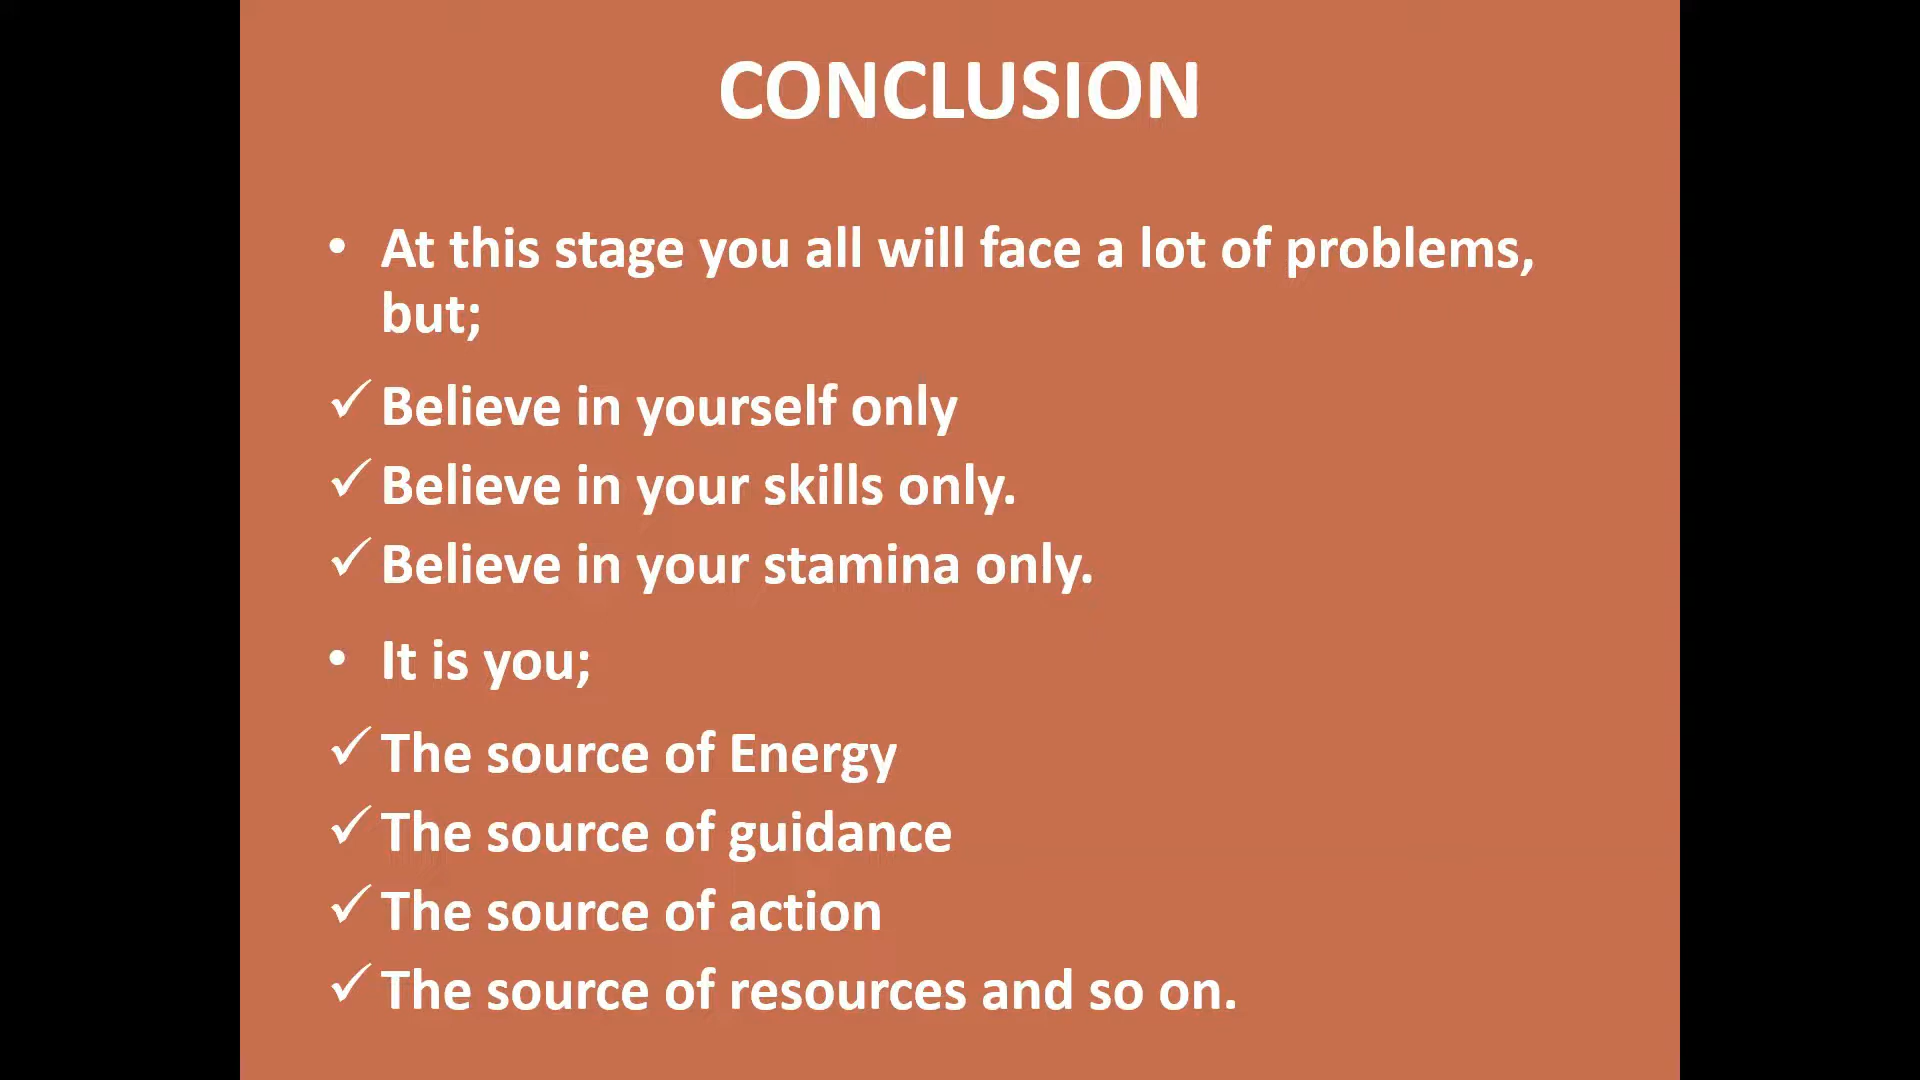 CONCLUSION
• At this stage you all will face a lot of problems,
but;
✓ Believe in yourself only
✓ Believe in your skills only.
✓ Believe in your stamina only.
• It is you;
✓ The source of Energy
✓ The source of guidance
✓ The source of action
✓ The source of resources and so on.